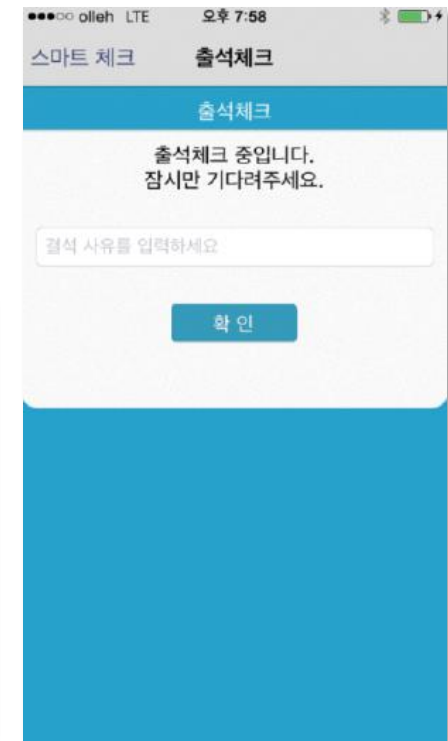 olleh LTE 오후 7:58
스마트 체크 출석체크
출석체크
출석체크 중입니다.
잠시만 기다려주세요.
결석 사유를 입력하세요
확 인